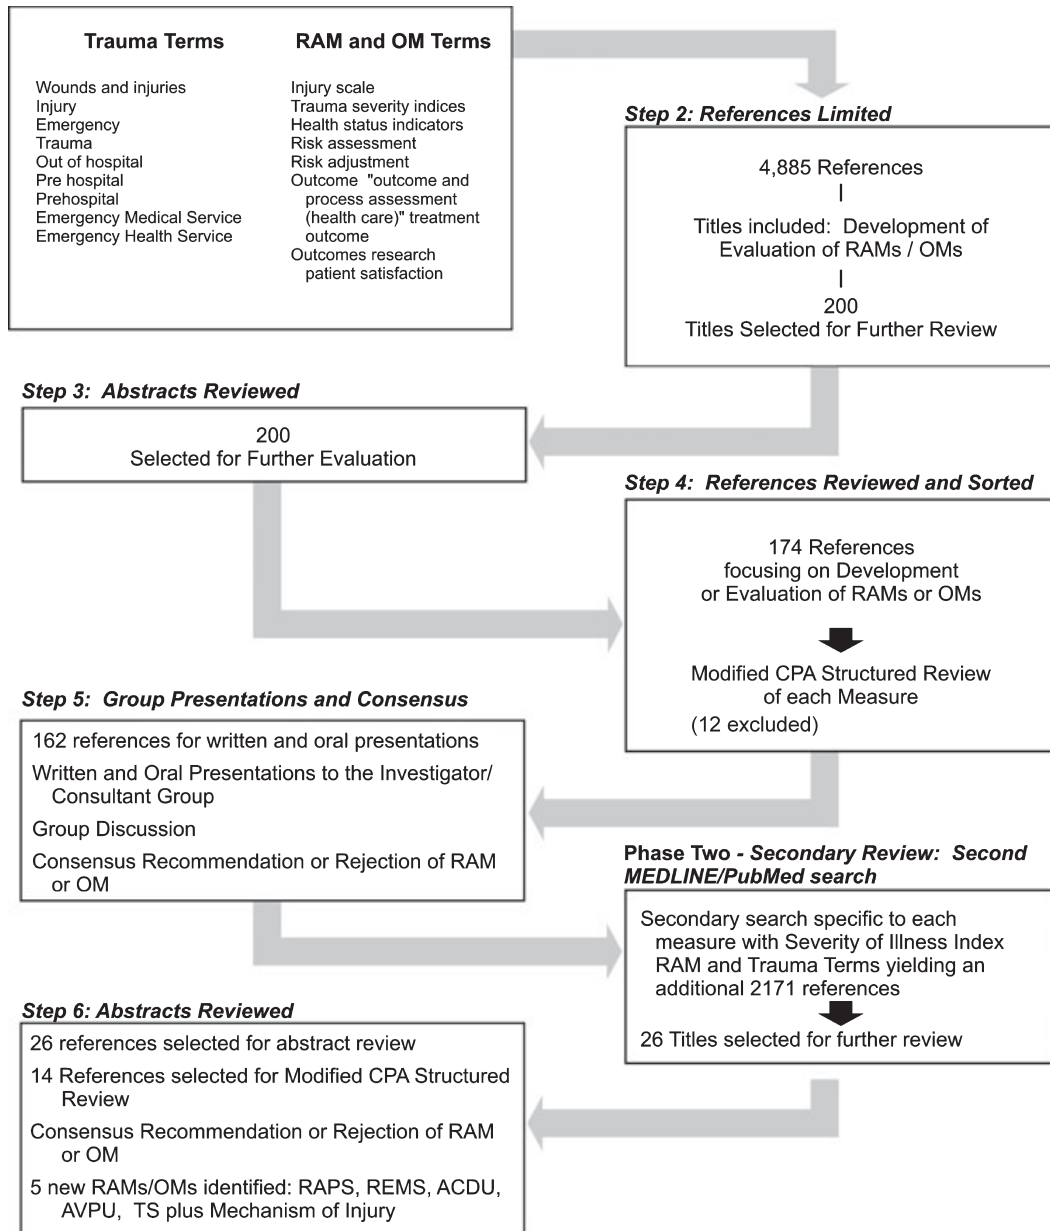 Trauma Terms
Wounds and injuries
Injury
Emergency
Trauma
Out of hospital
Pre hospital
Prehospital
Emergency Medical Service
Emergency Health Service
RAM and OM Terms
Injury scale
Trauma severity indices
Health status indicators
Risk assessment
Risk adjustment
Outcome "outcome and
process assessment
(health care)" treatment
outcome
Outcomes research
patient satisfaction
Step 2: References Limited
4,885 References
Titles included: Development of
Evaluation of RAMs / OMs
200
Titles Selected for Further Review
Step 3: Abstracts Reviewed
200
Selected for Further Evaluation
Step 4: References Reviewed and Sorted
174 References
focusing on Development
or Evaluation of RAMs or OMs
Modified CPA Structured Review
of each Measure
(12 excluded)
Step 5: Group Presentations and Consensus
162 references for written and oral presentations
Written and Oral Presentations to the Investigator/
Consultant Group
Group Discussion
Consensus Recommendation or Rejection of RAM
or OM
Phase Two - Secondary Review: Second
MEDLINE/PubMed search
Secondary search specific to each
measure with Severity of Illness Index
RAM and Trauma Terms yielding an
additional 2171 references
26 Titles selected for further review
Step 6: Abstracts Reviewed
26 references selected for abstract review
14 References selected for Modified CPA Structured
Review
Consensus Recommendation or Rejection of RAM
or OM
5 new RAMs/OMs identified: RAPS, REMS, ACDU,
AVPU, TS plus Mechanism of Injury